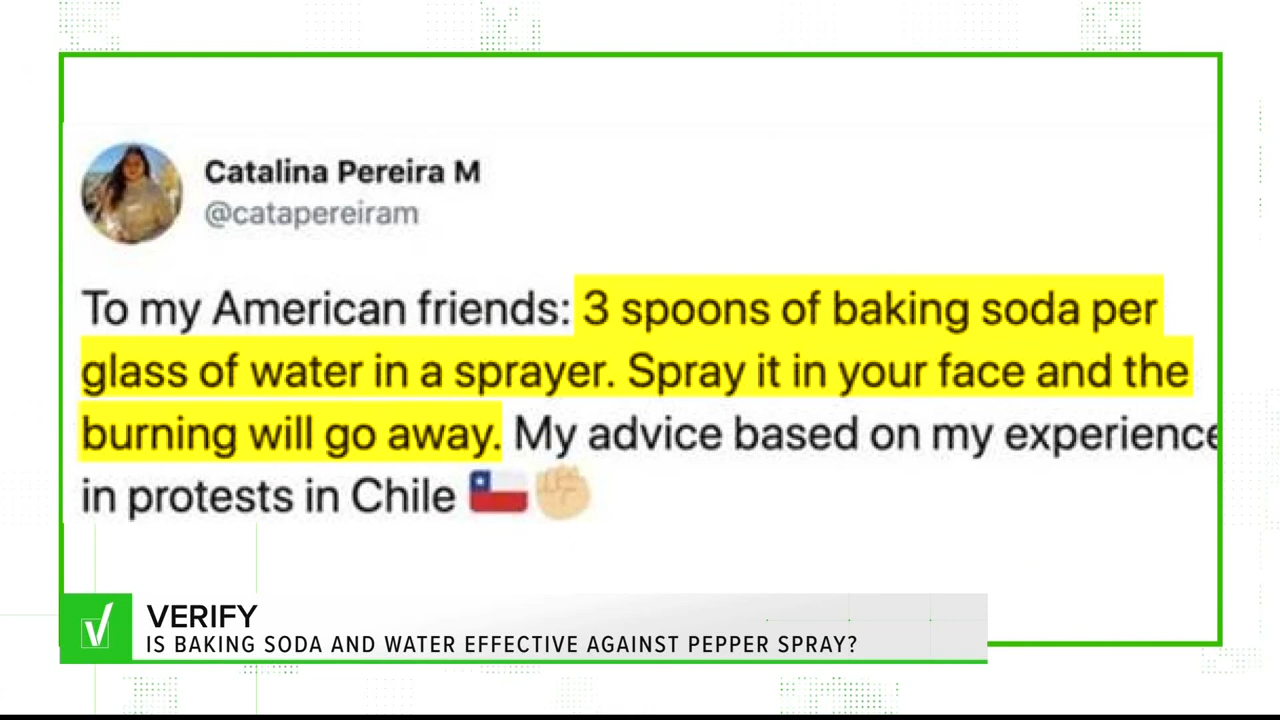 Catalina Pereira M
@catapereiram
To my American friends: 3 spoons of baking soda per
glass of water in a sprayer. Spray it in your face and the
burning will go away. My advice based on my experience
in protests in Chile 🇨🇱✊🏼
VERIFY
IS BAKING SODA AND WATER EFFECTIVE AGAINST PEPPER SPRAY?